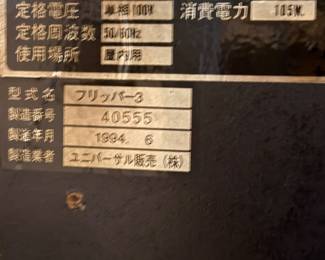 定格電圧 単相100V 消費電力 105W.
定格周波数 50/60Hz
使用場所 屋内用
型式名 フリッパー3
製造番号 40555
製造年月 1994. 6
製造業者 ユニバーサル販売(株)